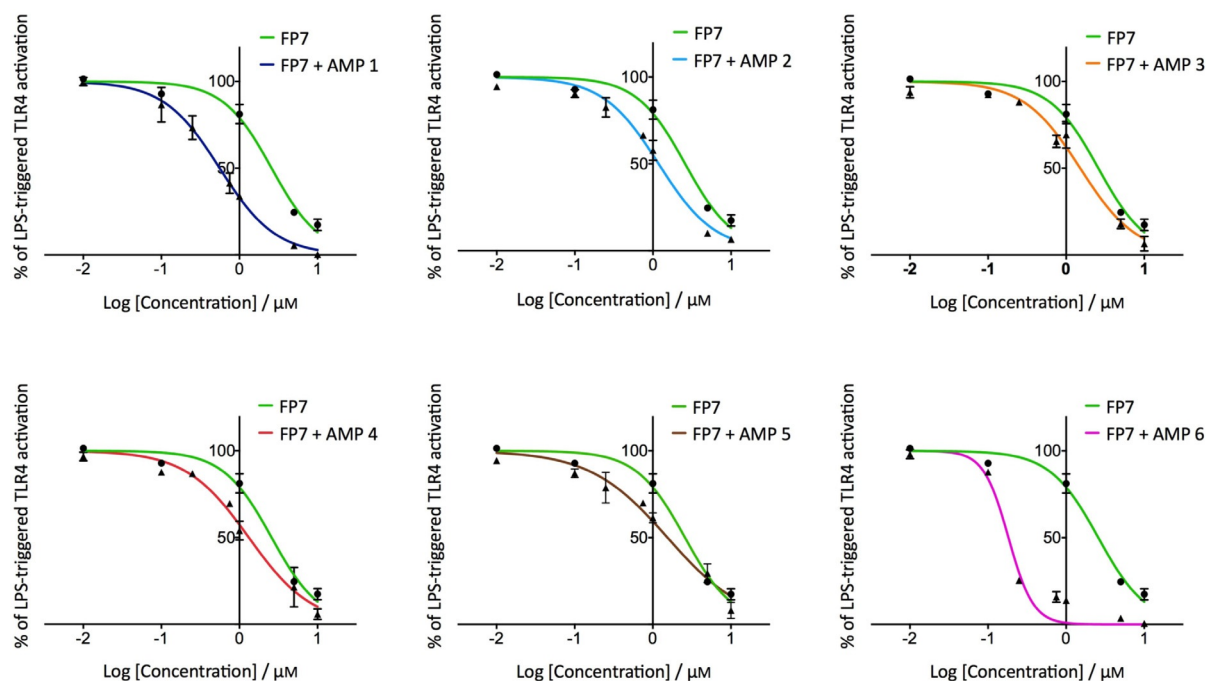 % of LPS-triggered TLR4 activation
FP7
FP7 + AMP 1
100
50
-2
-1
0
1
Log [Concentration] / µM
% of LPS-triggered TLR4 activation
FP7
FP7 + AMP 2
100
50
-2
-1
0
1
Log [Concentration] / µM
% of LPS-triggered TLR4 activation
FP7
FP7 + AMP 3
100
50
-2
-1
0
1
Log [Concentration] / µM
% of LPS-triggered TLR4 activation
FP7
FP7 + AMP 4
100
50
-2
-1
0
1
Log [Concentration] / µM
% of LPS-triggered TLR4 activation
FP7
FP7 + AMP 5
100
50
-2
-1
0
1
Log [Concentration] / µM
% of LPS-triggered TLR4 activation
FP7
FP7 + AMP 6
100
50
-2
-1
0
1
Log [Concentration] / µM